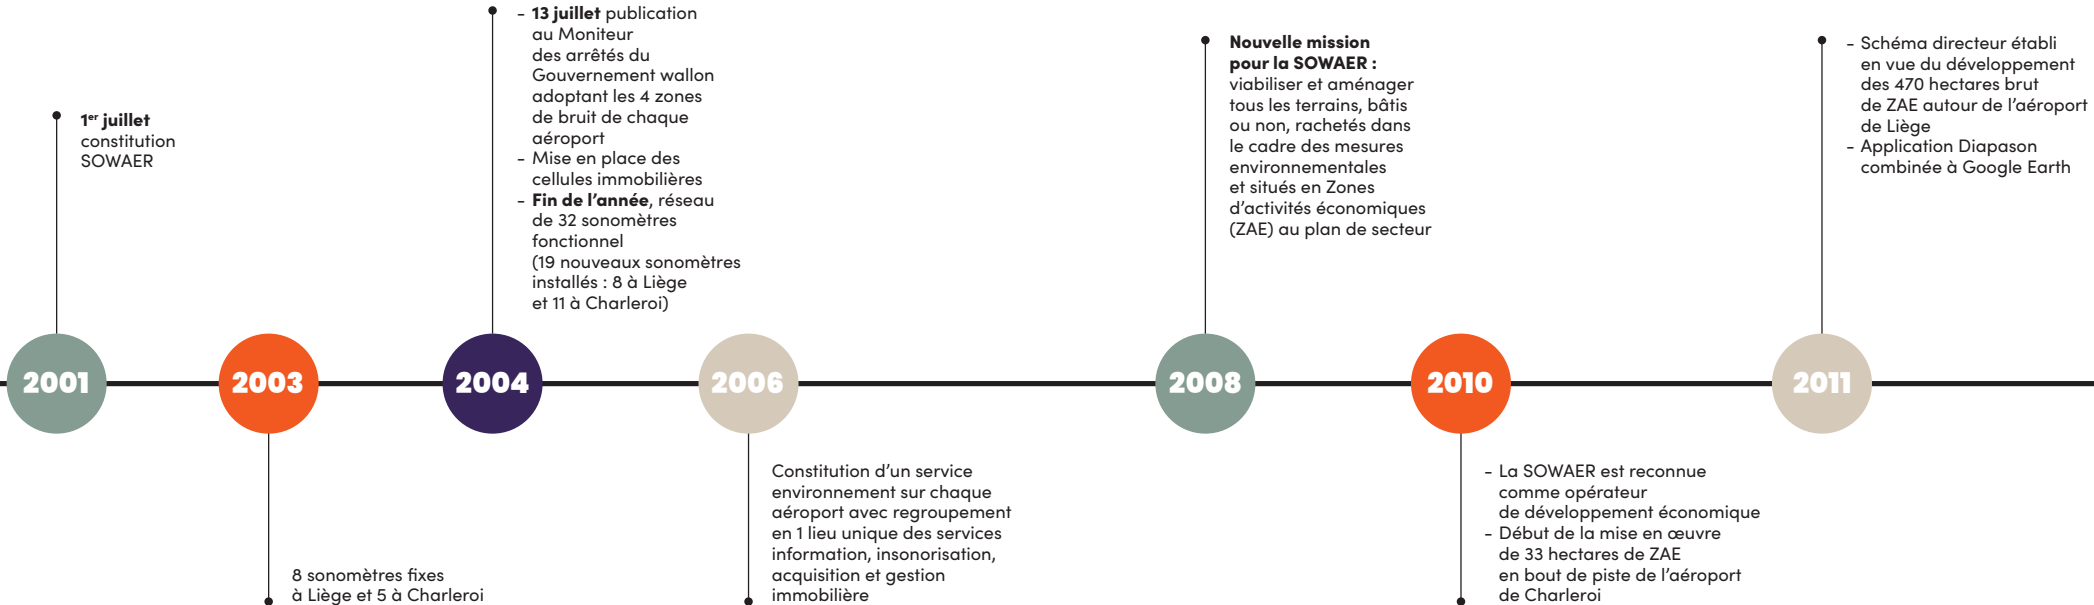 2001
1er juillet
constitution
SOWAER
2003
8 sonomètres fixes
à Liège et 5 à Charleroi
2004
- 13 juillet publication
au Moniteur
des arrêtés du
Gouvernement wallon
adoptant les 4 zones
de bruit de chaque
aéroport
- Mise en place des
cellules immobilières
- Fin de l'année, réseau
de 32 sonomètres
fonctionnel
(19 nouveaux sonomètres
installés : 8 à Liège
et 11 à Charleroi)
2006
Constitution d'un service
environnement sur chaque
aéroport avec regroupement
en 1 lieu unique des services
information, insonorisation,
acquisition et gestion
immobilière
2008
Nouvelle mission
pour la SOWAER :
viabiliser et aménager
tous les terrains, bâtis
ou non, rachetés dans
le cadre des mesures
environnementales
et situés en Zones
d'activités économiques
(ZAE) au plan de secteur
2010
- La SOWAER est reconnue
comme opérateur
de développement économique
- Début de la mise en œuvre
de 33 hectares de ZAE
en bout de piste de l'aéroport
de Charleroi
2011
- Schéma directeur établi
en vue du développement
des 470 hectares brut
de ZAE autour de l'aéroport
de Liège
- Application Diapason
combinée à Google Earth